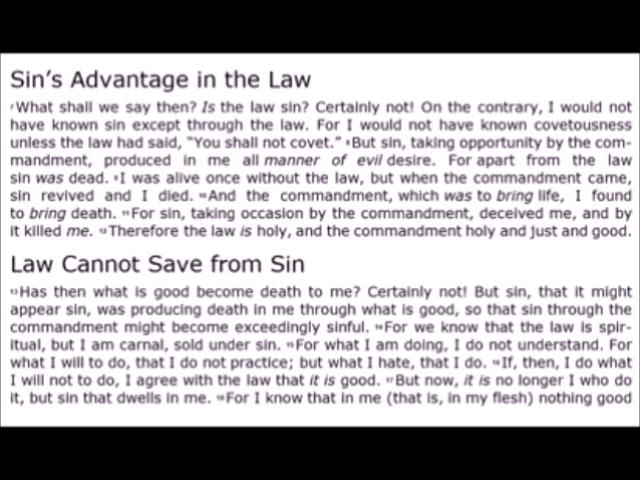 Sin's Advantage in the Law
⁷What shall we say then? Is the law sin? Certainly not! On the contrary, I would not
have known sin except through the law. For I would not have known covetousness
unless the law had said, "You shall not covet." ⁸But sin, taking opportunity by the com-
mandment, produced in me all manner of evil desire. For apart from the law
sin was dead. ⁹I was alive once without the law, but when the commandment came,
sin revived and I died. ¹⁰And the commandment, which was to bring life, I found
to bring death. ¹¹For sin, taking occasion by the commandment, deceived me, and by
it killed me. ¹²Therefore the law is holy, and the commandment holy and just and good.
Law Cannot Save from Sin
¹³Has then what is good become death to me? Certainly not! But sin, that it might
appear sin, was producing death in me through what is good, so that sin through the
commandment might become exceedingly sinful. ¹⁴For we know that the law is spir-
itual, but I am carnal, sold under sin. ¹⁵For what I am doing, I do not understand. For
what I will to do, that I do not practice; but what I hate, that I do. ¹⁶If, then, I do what
I will not to do, I agree with the law that it is good. ¹⁷But now, it is no longer I who do
it, but sin that dwells in me. ¹⁸For I know that in me (that is, in my flesh) nothing good